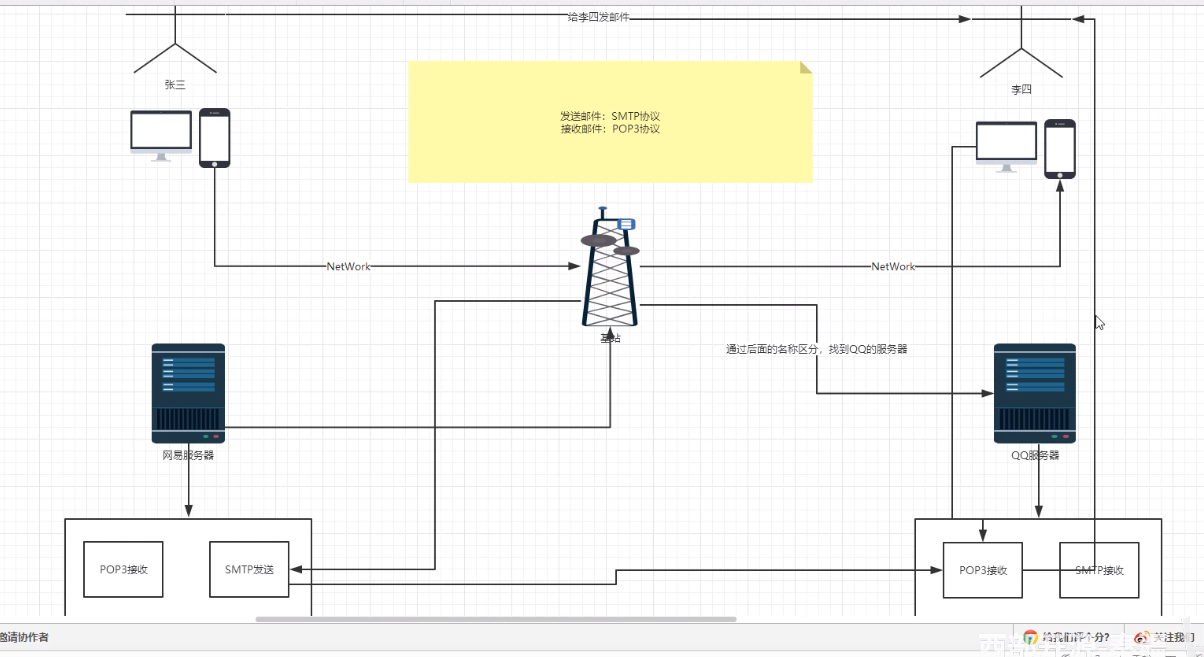 给李四发邮件
张三
李四
发送邮件：SMTP协议
接收邮件：POP3协议
NetWork
NetWork
基站
通过后面的名称区分，找到QQ的服务器
网易服务器
QQ服务器
POP3接收
SMTP发送
POP3接收
SMTP接收
邀请协作者
给我们评个分？
关注我们